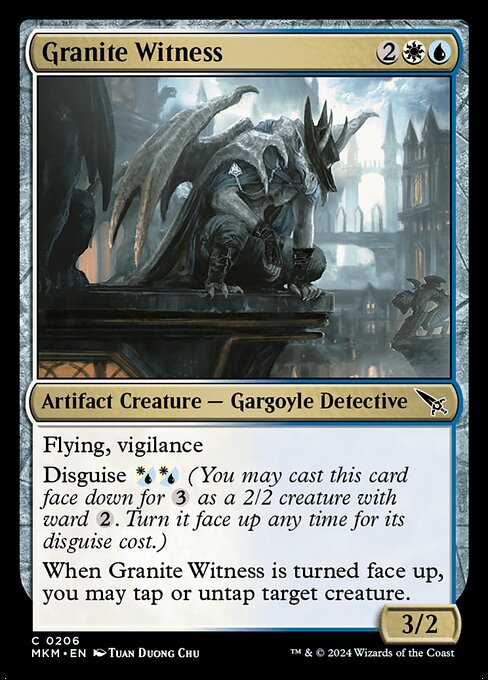 Granite Witness 2
Artifact Creature — Gargoyle Detective
Flying, vigilance
Disguise (You may cast this card
face down for 3 as a 2/2 creature with
ward 2. Turn it face up any time for its
disguise cost.)
When Granite Witness is turned face up,
you may tap or untap target creature.
3/2
C 0206
MKM • EN Tuan Duong Chu
™ & © 2024 Wizards of the Coast